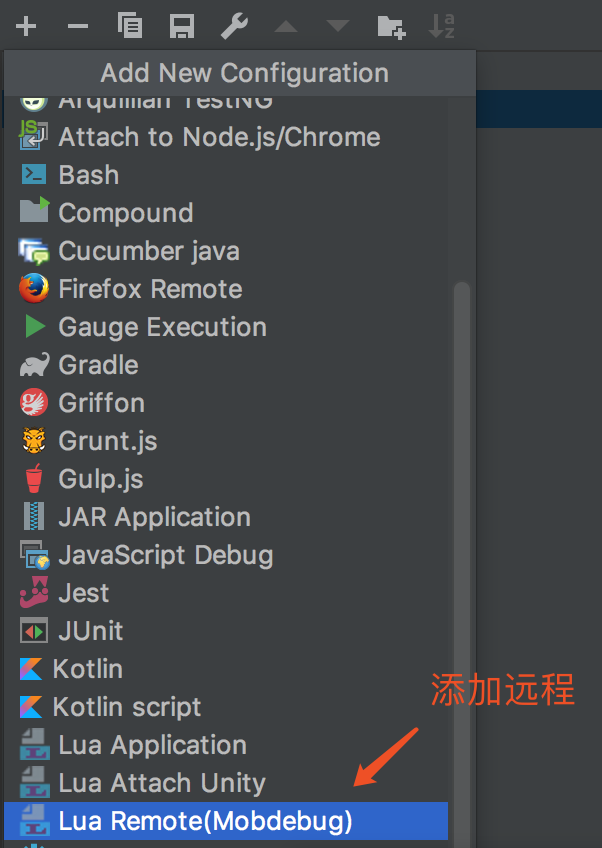 Add New Configuration
Arquillian TestNG
Attach to Node.js/Chrome
Bash
Compound
Cucumber java
Firefox Remote
Gauge Execution
Gradle
Griffon
Grunt.js
Gulp.js
JAR Application
JavaScript Debug
Jest
JUnit
Kotlin
Kotlin script
添加远程
Lua Application
Lua Attach Unity
Lua Remote(Mobdebug)